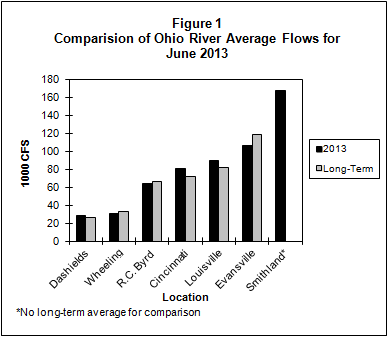 Figure 1
Comparision of Ohio River Average Flows for
June 2013
180
160
140
120
100
80
60
40
20
0
1000 CFS
Dashields
Wheeling
R.C. Byrd
Cincinnati
Louisville
Evansville
Smithland*
Location
2013
Long-Term
*No long-term average for comparison